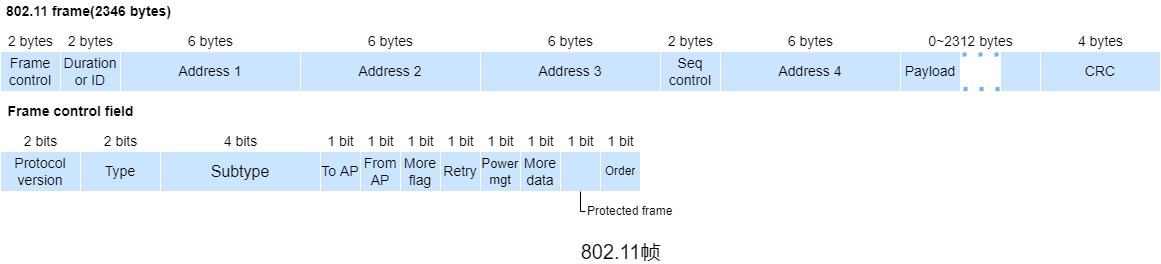 802.11 frame(2346 bytes)
2 bytes 2 bytes 6 bytes 6 bytes 6 bytes 2 bytes 6 bytes 0~2312 bytes 4 bytes
Frame control Duration or ID Address 1 Address 2 Address 3 Seq control Address 4 Payload CRC
Frame control field
2 bits 2 bits 4 bits 1 bit 1 bit 1 bit 1 bit 1 bit 1 bit 1 bit 1 bit
Protocol version Type Subtype To AP From AP More flag Retry Power mgt More data Order
Protected frame
802.11帧